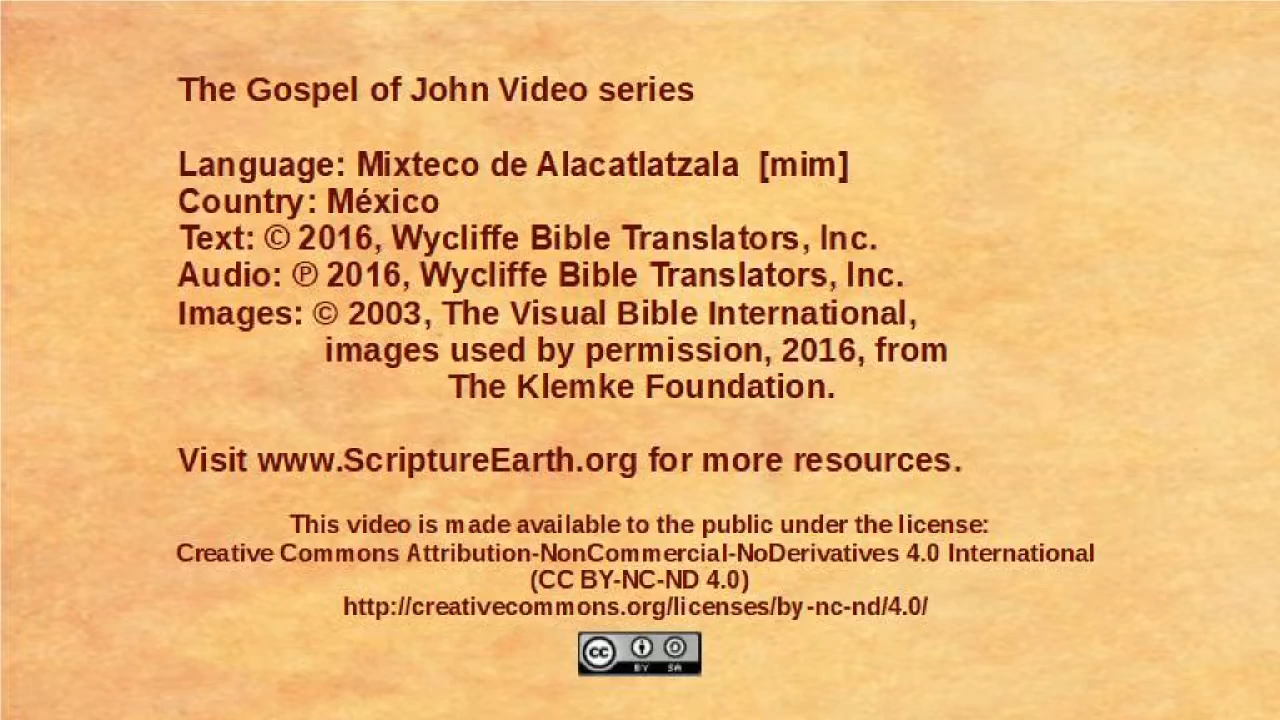 The Gospel of John Video series
Language: Mixteco de Alacatlatzala [mim]
Country: México
Text: © 2016, Wycliffe Bible Translators, Inc.
Audio: ℗ 2016, Wycliffe Bible Translators, Inc.
Images: © 2003, The Visual Bible International,
images used by permission, 2016, from
The Klemke Foundation.
Visit www.ScriptureEarth.org for more resources.
This video is made available to the public under the license:
Creative Commons Attribution-NonCommercial-NoDerivatives 4.0 International
(CC BY-NC-ND 4.0)
http://creativecommons.org/licenses/by-nc-nd/4.0/
cc BY SA